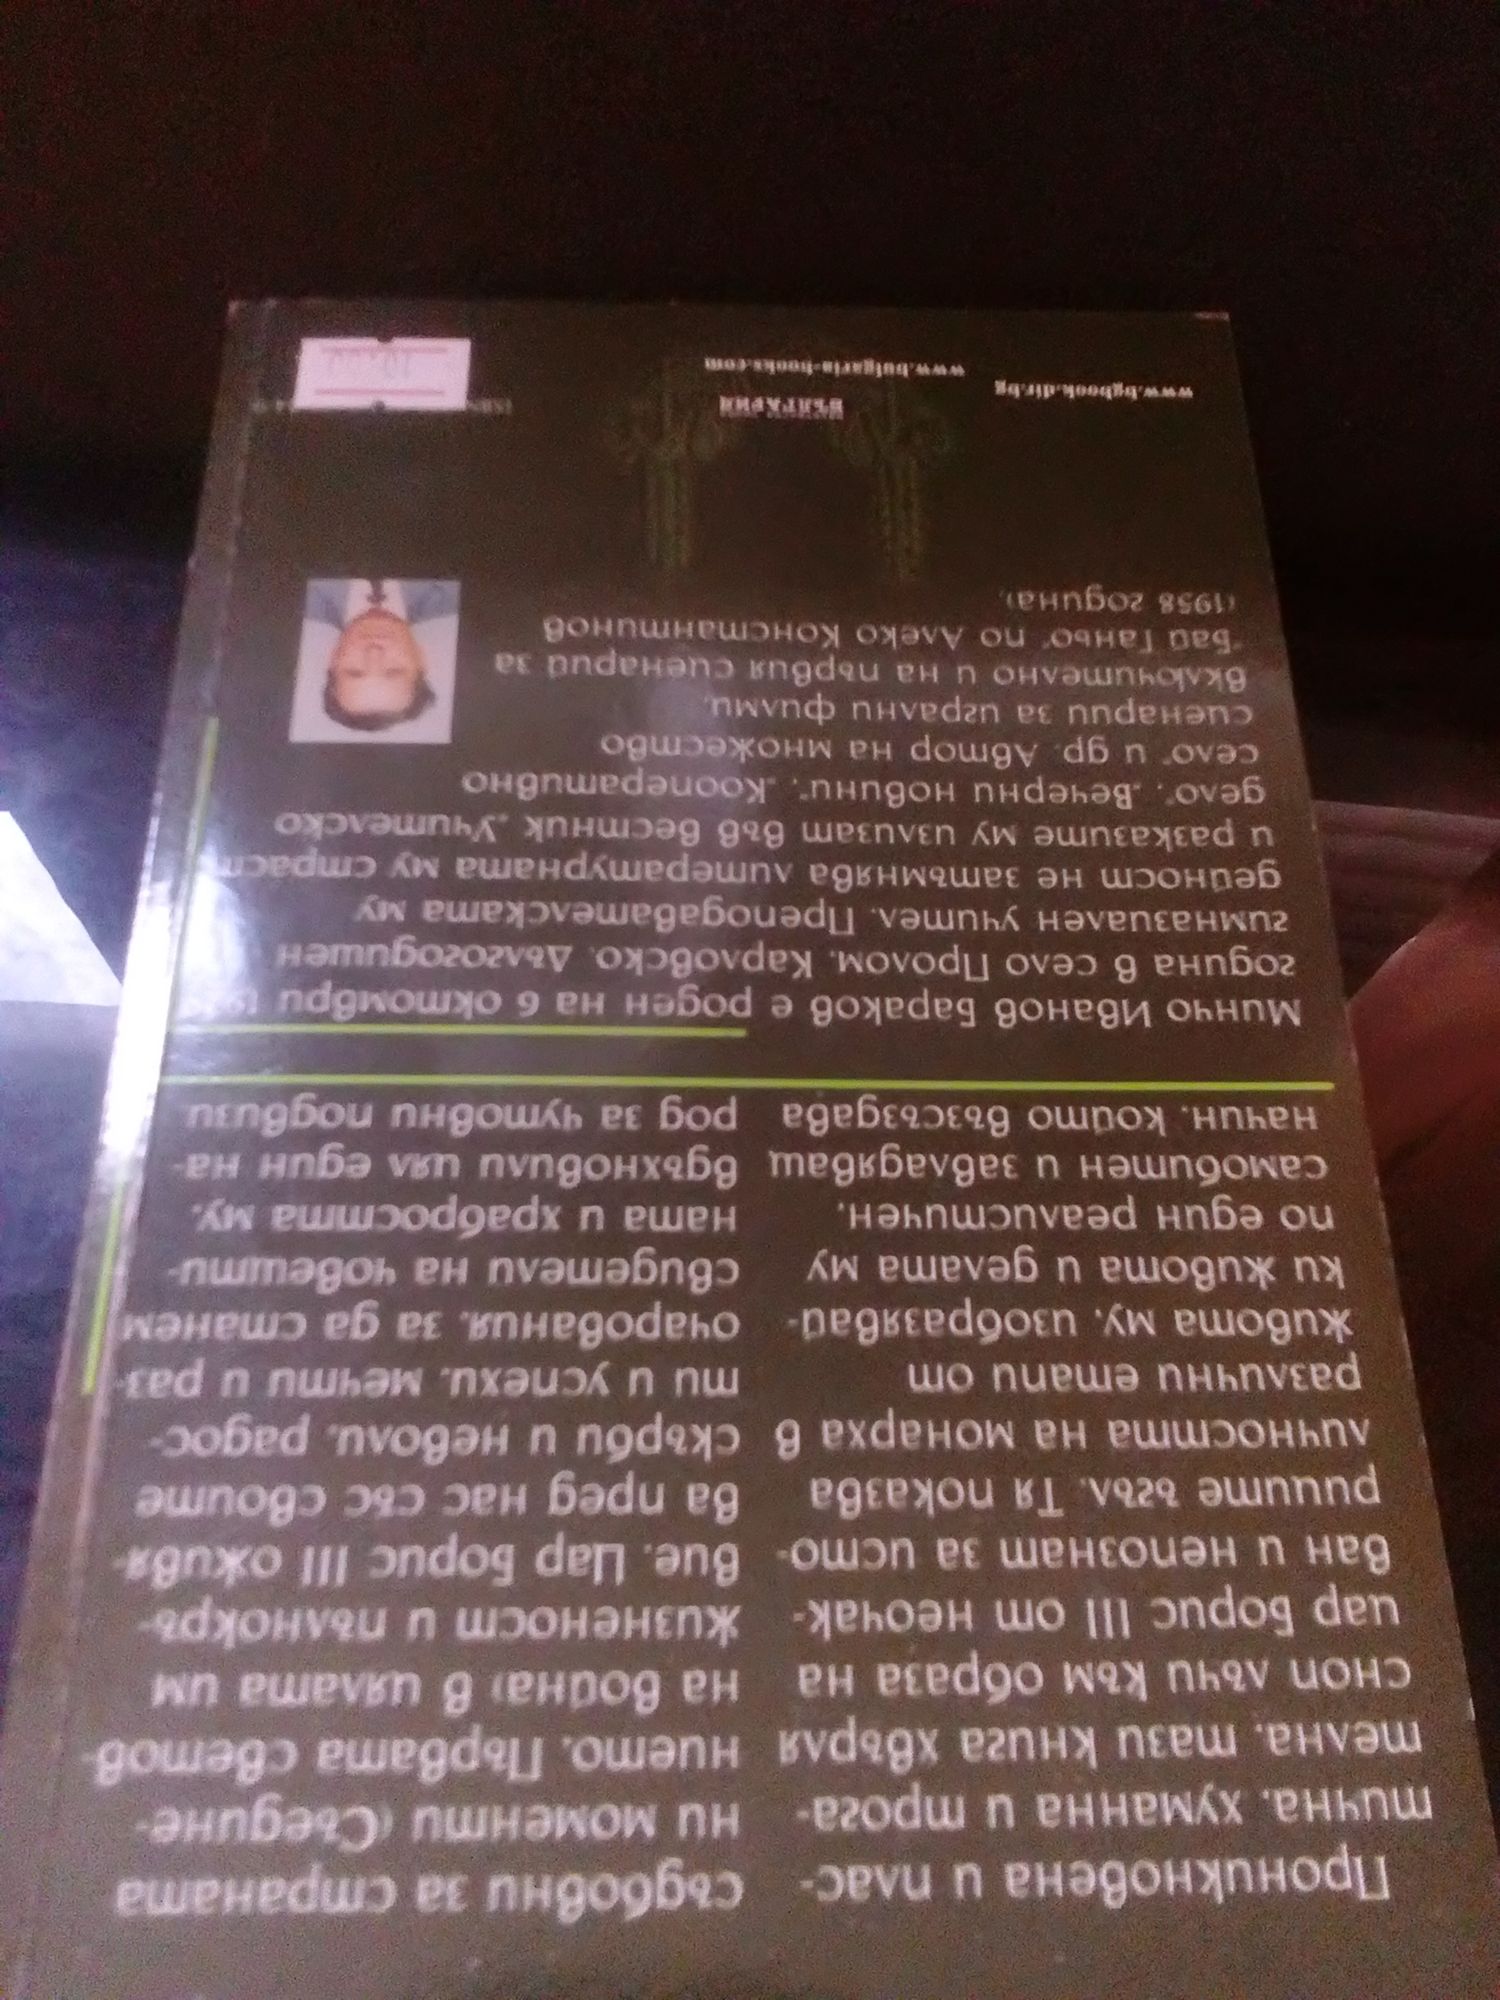 Проникновена и плас-
тична, хуманна и трога-
телна, тази книга хвърля
сноп лъчи към образа на
цар Борис III от неочак-
ван и непознат за исто-
риците ъгъл. Тя показва
личността на монарха в
различни етапи от
живота му, изобразявай-
ки живота и делата му
по един реалистичен,
самобитен и завладяващ
начин, който възсъздава
съдбовни за страната
ни моменти (Съедине-
нието, Първата светов-
на война) в цялата им
жизненост и пълнокръ-
вие. Цар Борис III оживя-
ва пред нас със своите
скърби и неволи, радос-
ти и успехи, мечти и раз-
очарования, за да станем
свидетели на човешти-
ната и храбростта му,
вдъхновили цял един на-
род за чутовни подвизи
Минчо Иванов Бараков е роден на 6 октомври
година в село Пролом, Карловско. Дългогодишен
гимназиален учител. Преподавателската му
дейност не затъмнява литературната му страст
и разказите му излизат във вестник „Учителско
дело“, „Вечерни новини“, „Кооперативно
село“ и др. Автор на множество
сценарии за игрални филми,
включително и на първия сценарий за
“Бай Ганьо” по Алеко Константинов
(1958 година).
БЪЛГАРИЯ
www.bgbook.dir.bg
www.bulgaria-books.com